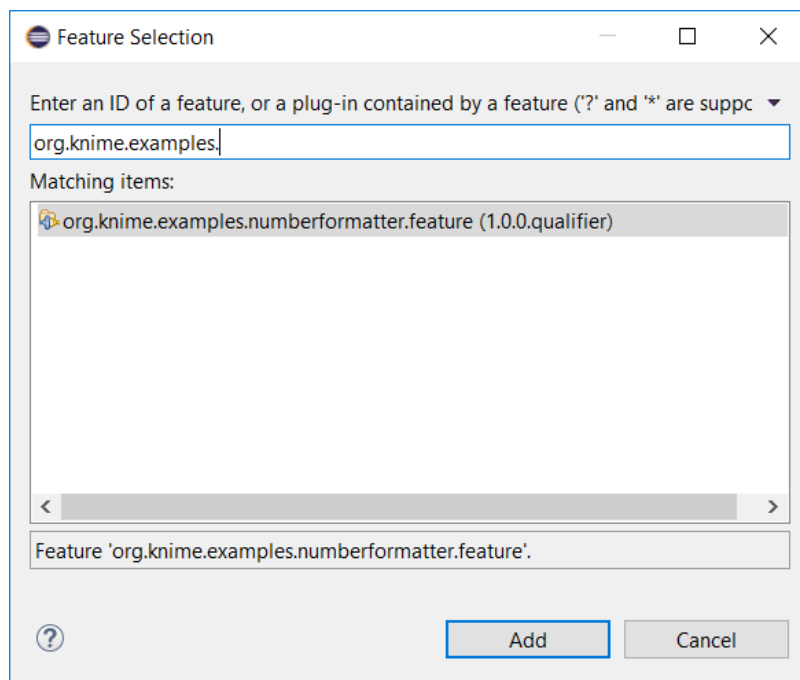 Feature Selection
Enter an ID of a feature, or a plug-in contained by a feature ('?' and '*' are suppc
org.knime.examples.
Matching items:
org.knime.examples.numberformatter.feature (1.0.0.qualifier)
Feature 'org.knime.examples.numberformatter.feature'.
Add Cancel